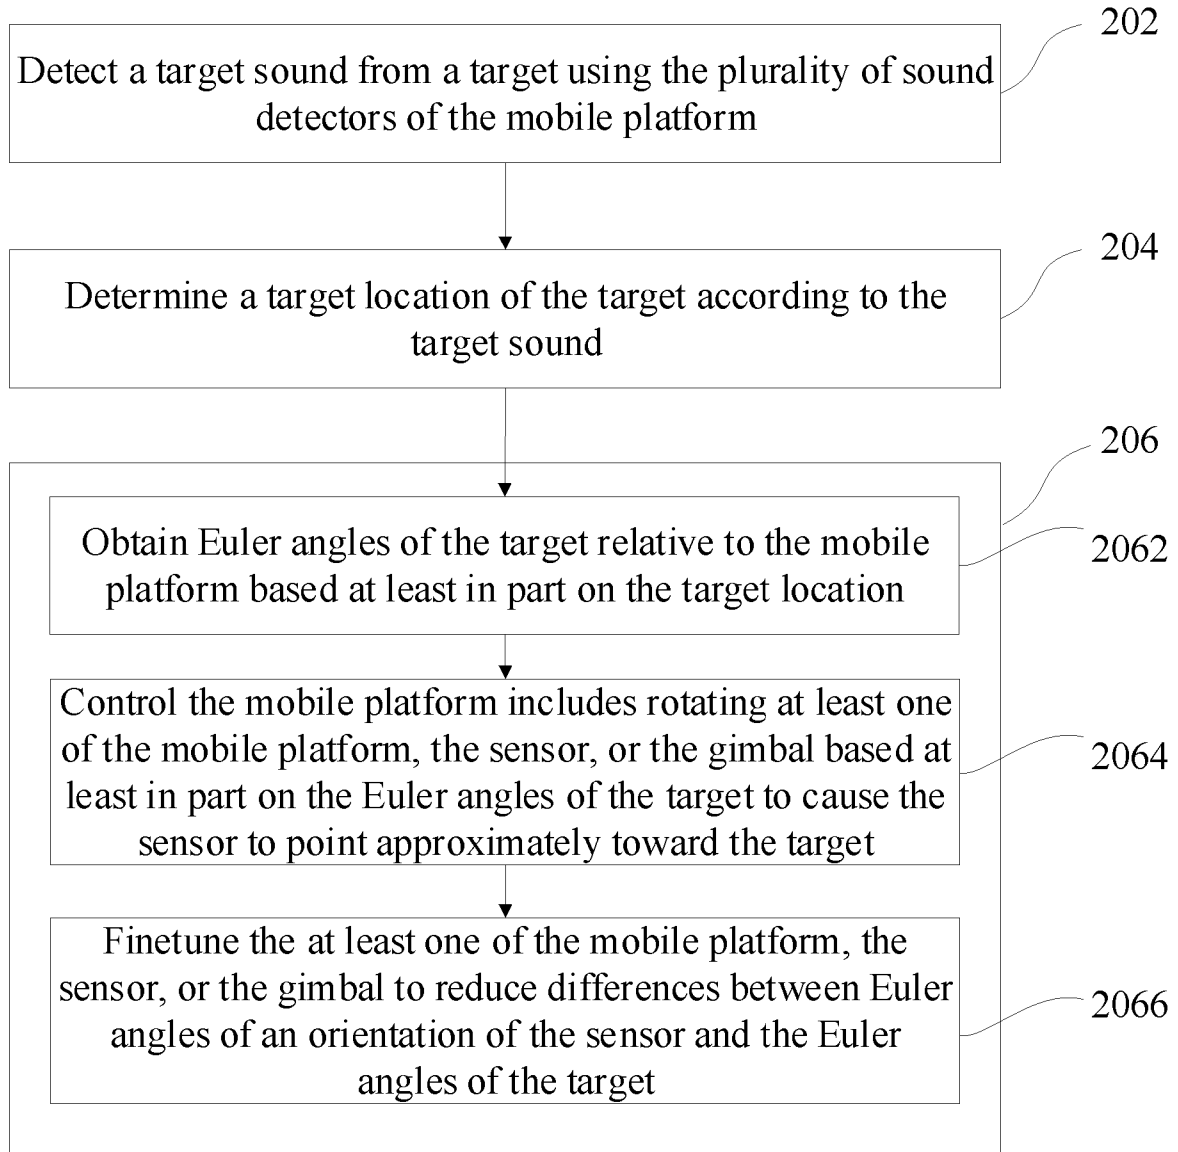 202
Detect a target sound from a target using the plurality of sound
detectors of the mobile platform
204
Determine a target location of the target according to the
target sound
206
Obtain Euler angles of the target relative to the mobile
platform based at least in part on the target location
2062
Control the mobile platform includes rotating at least one
of the mobile platform, the sensor, or the gimbal based at
least in part on the Euler angles of the target to cause the
sensor to point approximately toward the target
2064
Finetune the at least one of the mobile platform, the
sensor, or the gimbal to reduce differences between Euler
angles of an orientation of the sensor and the Euler
angles of the target
2066